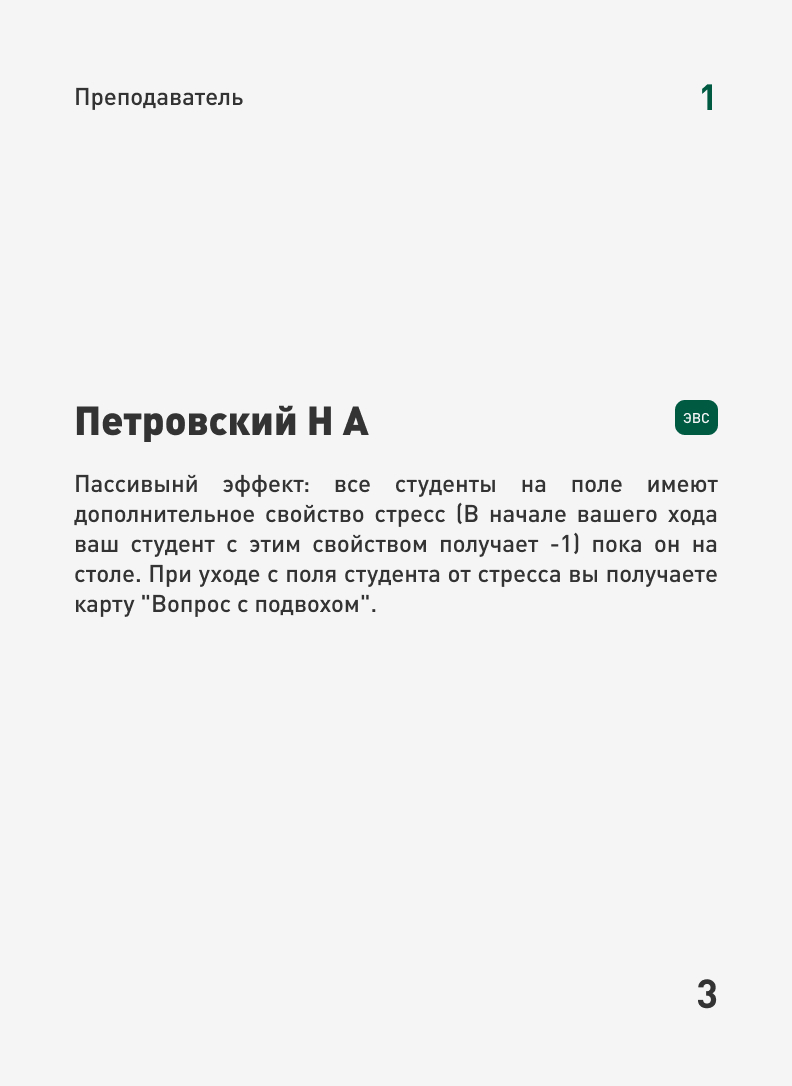 Преподаватель 1
Петровский Н А ЭВС
Пассивынй эффект: все студенты на поле имеют
дополнительное свойство стресс (В начале вашего хода
ваш студент с этим свойством получает -1) пока он на
столе. При уходе с поля студента от стресса вы получаете
карту "Вопрос с подвохом".
3